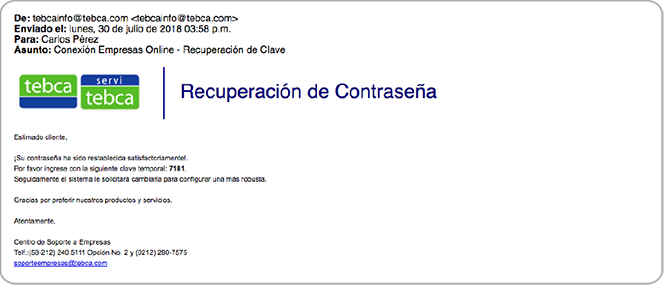 De: tebcainfo@tebca.com <tebcainfo@tebca.com>
Enviado el: lunes, 30 de julio de 2018 03:58 p.m.
Para: Carlos Pérez
Asunto: Conexión Empresas Online - Recuperación de Clave
tebca servi tebca
Recuperación de Contraseña
Estimado cliente,
¡Su contraseña ha sido restablecida satisfactoriamente!.
Por favor ingrese con la siguiente clave temporal: 7181.
Seguidamente el sistema le solicitara cambiarla para configurar una más robusta.
Gracias por preferir nuestros productos y servicios.
Atentamente,
Centro de Soporte a Empresas
Telf.:(58-212) 240.5111 Opción No. 2 y (0212) 280-7575
soporteempresas@tebca.com